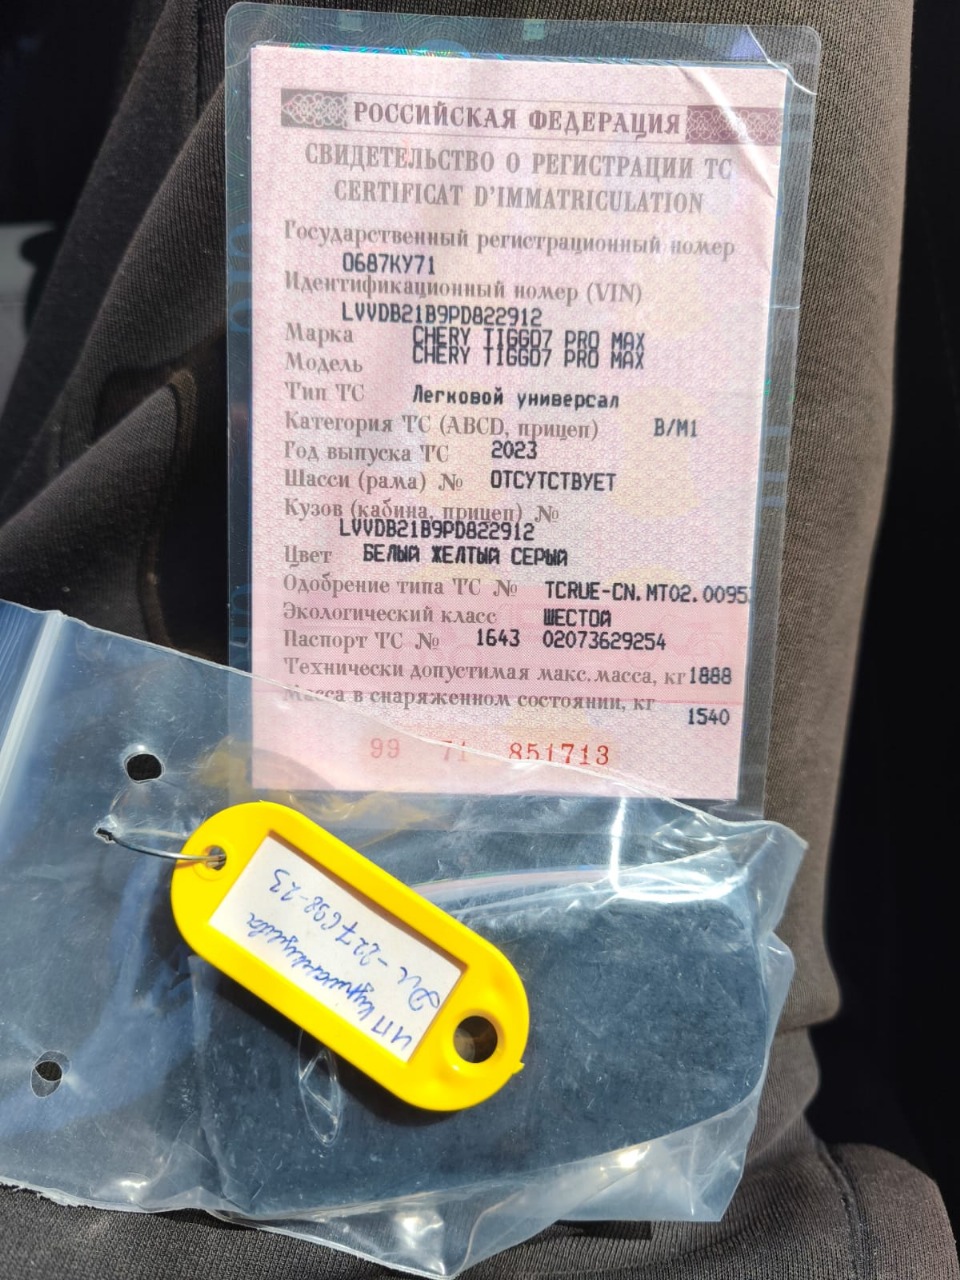 РОССИЙСКАЯ ФЕДЕРАЦИЯ
СВИДЕТЕЛЬСТВО О РЕГИСТРАЦИИ ТС
CERTIFICAT D'IMMATRICULATION
Государственный регистрационный номер
О687КУ71
Идентификационный номер (VIN)
LVVDB21B9PD822912
Марка CHERY TIGGO7 PRO MAX
Модель CHERY TIGGO7 PRO MAX
Тип ТС Легковой универсал
Категория ТС (ABCD, прицеп) B/M1
Год выпуска ТС 2023
Шасси (рама) № ОТСУТСТВУЕТ
Кузов (кабина, прицеп) №
LVVDB21B9PD822912
Цвет БЕЛЫЙ ЖЕЛТЫЙ СЕРЫЙ
Одобрение типа ТС № TCRUE-CN.MT02.0095
Экологический класс ШЕСТОЙ
Паспорт ТС № 1643 02073629254
Технически допустимая макс. масса, кг 1888
Масса в снаряженном состоянии, кг
1540
99 71 851713
ИП
227698-23